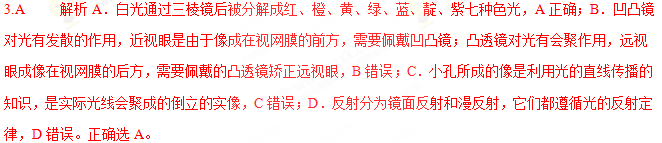 3.A 解析 A．白光通过三棱镜后被分解成红、橙、黄、绿、蓝、靛、紫七种色光，A 正确；B．凹凸镜
对光有发散的作用，近视眼是由于像成在视网膜的前方，需要佩戴凹凸镜；凸透镜对光有会聚作用，远视
眼成像在视网膜的后方，需要佩戴的凸透镜矫正远视眼，B 错误；C．小孔所成的像是利用光的直线传播的
知识，是实际光线会聚成的倒立的实像，C 错误；D．反射分为镜面反射和漫反射，它们都遵循光的反射定
律，D 错误。正确选 A。